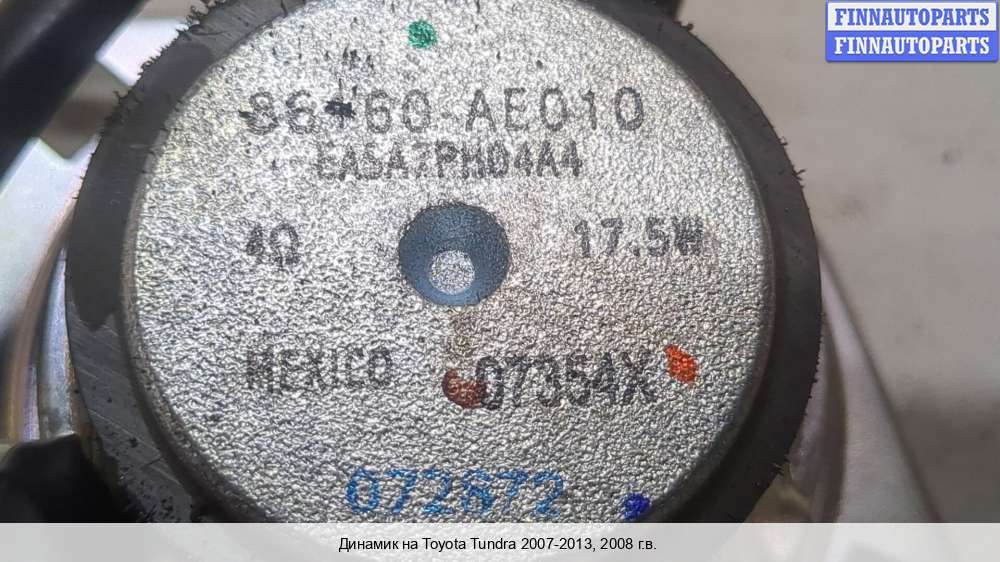 FINNAUTOPARTS
FINNAUTOPARTS
86160-AE010
EA5A7PH04A4
4Ω 17.5W
MEXICO 07354X
072672
Динамик на Toyota Tundra 2007-2013, 2008 г.в.